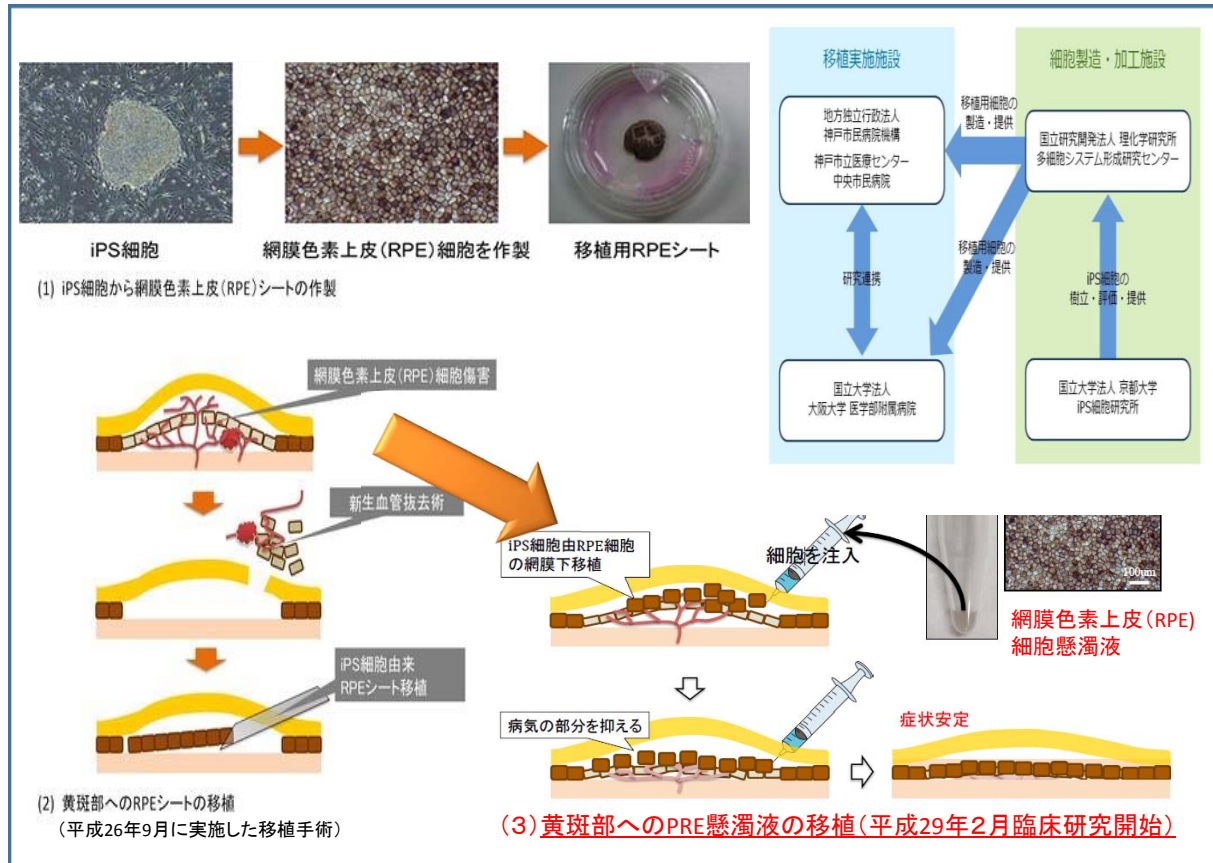 iPS細胞
網膜色素上皮(RPE)細胞を作製
移植用RPEシート
(1) iPS細胞から網膜色素上皮(RPE)シートの作製
移植実施施設
細胞製造・加工施設
地方独立行政法人
神戸市民病院機構
神戸市立医療センター
中央市民病院
移植用細胞の
製造・提供
国立研究開発法人 理化学研究所
多細胞システム形成研究センター
研究連携
移植用細胞の
製造・提供
iPS細胞の
樹立・評価・提供
国立大学法人
大阪大学 医学部附属病院
国立大学法人 京都大学
iPS細胞研究所
網膜色素上皮(RPE)細胞傷害
新生血管抜去術
iPS細胞由来
RPEシート移植
(2) 黄斑部へのRPEシートの移植
(平成26年9月に実施した移植手術)
iPS細胞由RPE細胞
の網膜下移植
細胞を注入
100um
網膜色素上皮(RPE)
細胞懸濁液
病気の部分を抑える
症状安定
(3)黄斑部へのPRE懸濁液の移植(平成29年2月臨床研究開始)